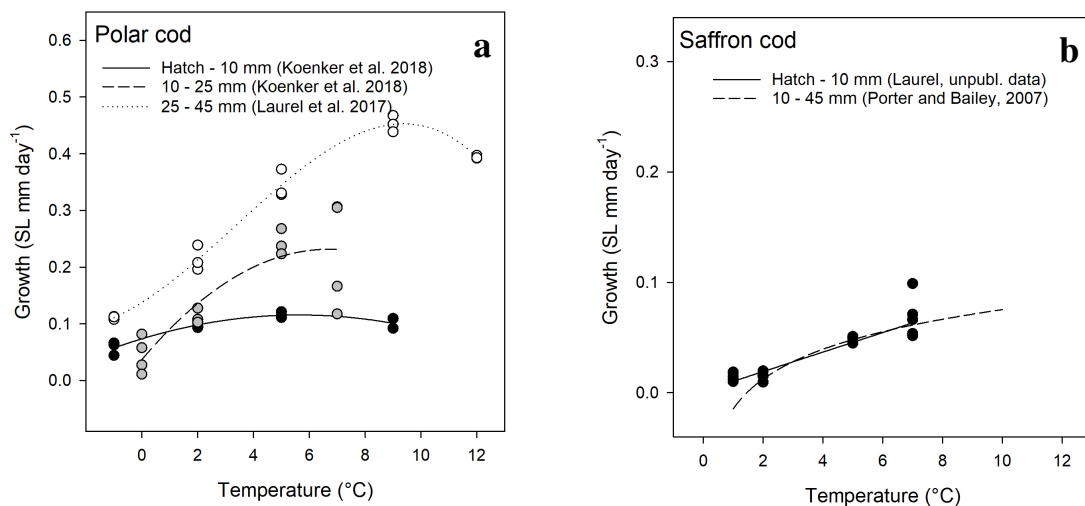 Polar cod
a
Hatch - 10 mm (Koenker et al. 2018)
10 - 25 mm (Koenker et al. 2018)
25 - 45 mm (Laurel et al. 2017)
Growth (SL mm day-1)
0.6
0.5
0.4
0.3
0.2
0.1
0.0
0 2 4 6 8 10 12
Temperature (°C)
Saffron cod
b
Hatch - 10 mm (Laurel, unpubl. data)
10 - 45 mm (Porter and Bailey, 2007)
Growth (SL mm day-1)
0.3
0.2
0.1
0.0
0 2 4 6 8 10 12
Temperature (°C)